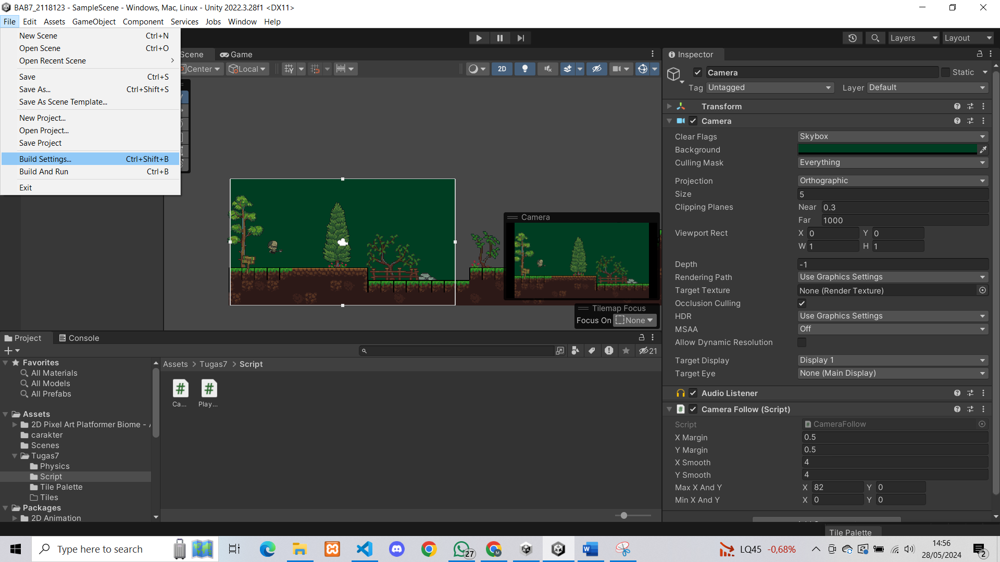 BAB7_2118123 - SampleScene - Windows, Mac, Linux - Unity 2022.3.28f1 <DX11>
File Edit Assets GameObject Component Services Jobs Window Help
New Scene Ctrl+N
Open Scene Ctrl+O
Open Recent Scene
Save Ctrl+S
Save As... Ctrl+Shift+S
Save As Scene Template...
New Project...
Open Project...
Save Project
Build Settings... Ctrl+Shift+B
Build And Run Ctrl+B
Exit
Layers Layout
Scene Game
Center Local 2D
Camera
Tilemap Focus
Focus On None
Inspector
Camera Static
Tag Untagged Layer Default
Transform
Camera
Clear Flags Skybox
Background
Culling Mask Everything
Projection Orthographic
Size 5
Clipping Planes Near 0.3
Far 1000
Viewport Rect X 0 Y 0
W 1 H 1
Depth -1
Rendering Path Use Graphics Settings
Target Texture None (Render Texture)
Occlusion Culling
HDR Use Graphics Settings
MSAA Off
Allow Dynamic Resolution
Target Display Display 1
Target Eye None (Main Display)
Audio Listener
Camera Follow (Script)
Script CameraFollow
X Margin 0.5
Y Margin 0.5
X Smooth 4
Y Smooth 4
Max X And Y X 82 Y 0
Min X And Y X 0 Y 0
Tile Palette
Project Console
21
Favorites
All Materials
All Models
All Prefabs
Assets
2D Pixel Art Platformer Biome -
carakter
Scenes
Tugas7
Physics
Script
Tile Palette
Tiles
Packages
2D Animation
Assets > Tugas7 > Script
Ca... Play...
Type here to search
27
LQ45 -0,68%
14:56
28/05/2024
2